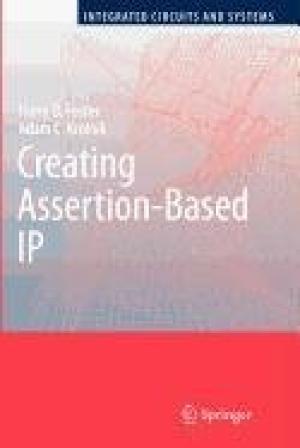 INTEGRATED CIRCUITS AND SYSTEMS
Harry D. Foster
Adam C. Krolnik
Creating
Assertion-Based
IP
Springer